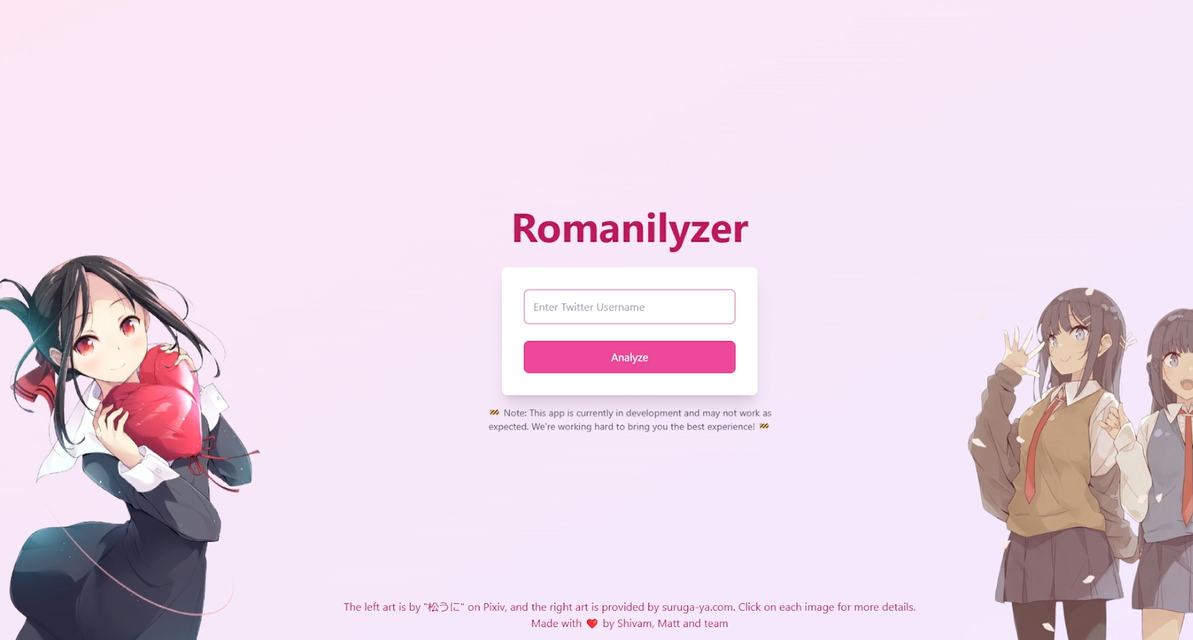 Romanilyzer
Enter Twitter Username
Analyze
🚧 Note: This app is currently in development and may not work as
expected. We're working hard to bring you the best experience! 🚧
The left art is by "松うに" on Pixiv, and the right art is provided by suruga-ya.com. Click on each image for more details.
Made with ❤️ by Shivam, Matt and team